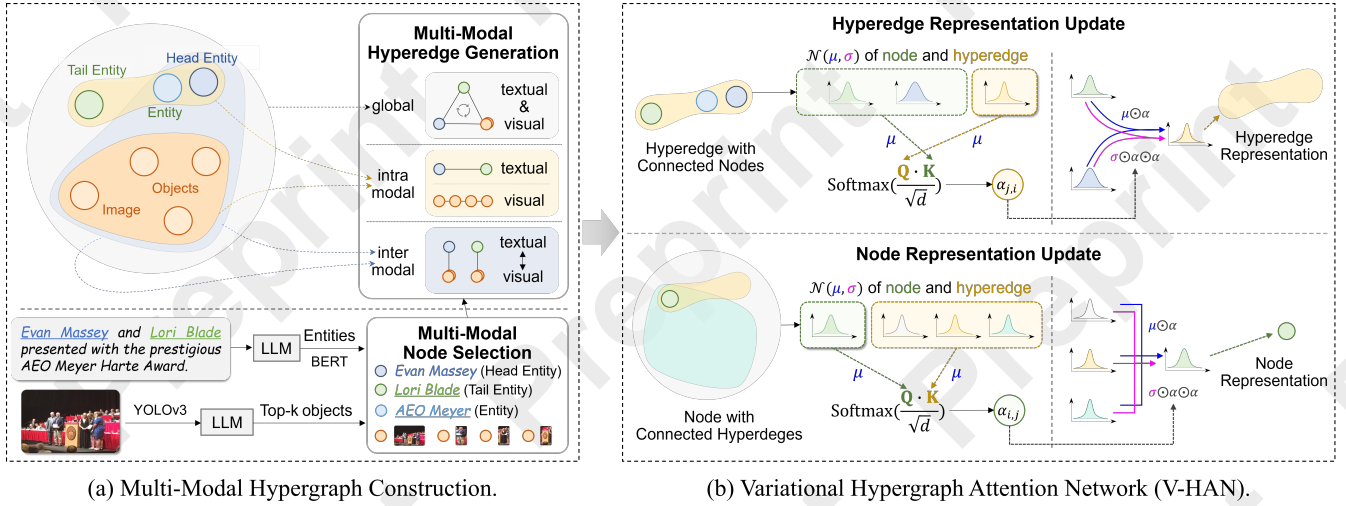 Multi-Modal
Hyperedge Generation
Tail Entity
Head Entity
Entity
Objects
Image
global
textual
&
visual
intra
modal
textual
visual
inter
modal
textual
visual
Evan Massey and Lori Blade
presented with the prestigious
AEO Meyer Harte Award.
LLM
Entities
BERT
YOLOv3
LLM
Top-k objects
Multi-Modal
Node Selection
Evan Massey (Head Entity)
Lori Blade (Tail Entity)
AEO Meyer (Entity)
(a) Multi-Modal Hypergraph Construction.
Hyperedge Representation Update
𝒩(μ, σ) of node and hyperedge
Hyperedge with
Connected Nodes
μ
μ
Softmax(Q · K / √d)
α_{j,i}
μ⊙α
σ⊙α⊙α
Hyperedge
Representation
Node Representation Update
𝒩(μ, σ) of node and hyperedge
Node with
Connected Hyperdeges
μ
μ
Softmax(Q · K / √d)
α_{i,j}
μ⊙α
σ⊙α⊙α
Node
Representation
(b) Variational Hypergraph Attention Network (V-HAN).
Preprint
Preprint
Preprint